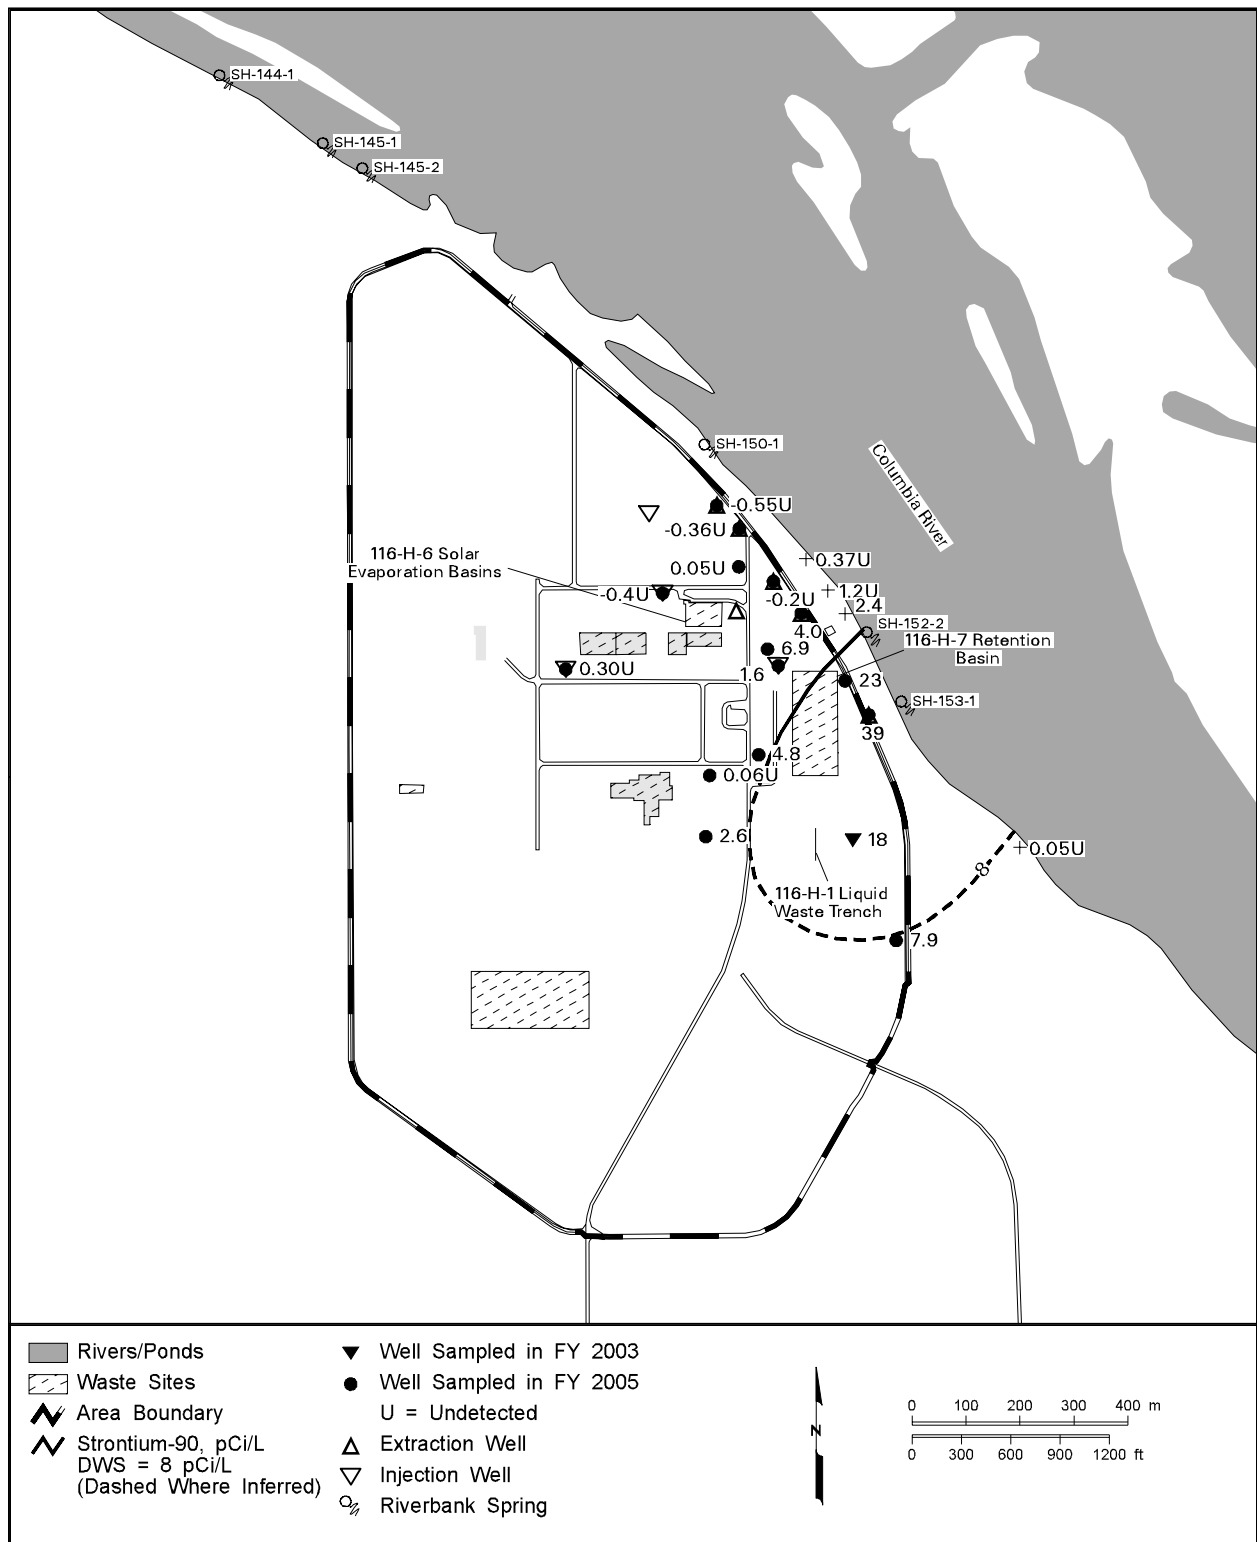 SH-144-1
SH-145-1
SH-145-2
SH-150-1
Columbia River
-0.55U
-0.36U
116-H-6 Solar
Evaporation Basins
0.05U
0.37U
-0.4U
-0.2U
1.2U
2.4
4.0
SH-152-2
116-H-7 Retention
Basin
6.9
0.30U
1.6
23
SH-153-1
39
4.8
0.06U
2.6
18
0.05U
8
116-H-1 Liquid
Waste Trench
7.9
Rivers/Ponds
Waste Sites
Area Boundary
Strontium-90, pCi/L
DWS = 8 pCi/L
(Dashed Where Inferred)
Well Sampled in FY 2003
Well Sampled in FY 2005
U = Undetected
Extraction Well
Injection Well
Riverbank Spring
N
0 100 200 300 400 m
0 300 600 900 1200 ft